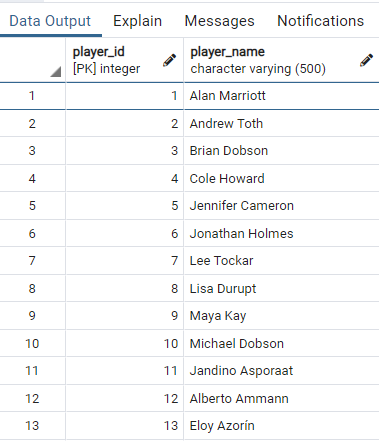 Data Output Explain Messages Notifications
player_id player_name
[PK] integer character varying (500)
1 1 Alan Marriott
2 2 Andrew Toth
3 3 Brian Dobson
4 4 Cole Howard
5 5 Jennifer Cameron
6 6 Jonathan Holmes
7 7 Lee Tockar
8 8 Lisa Durupt
9 9 Maya Kay
10 10 Michael Dobson
11 11 Jandino Asporaat
12 12 Alberto Ammann
13 13 Eloy Azorín